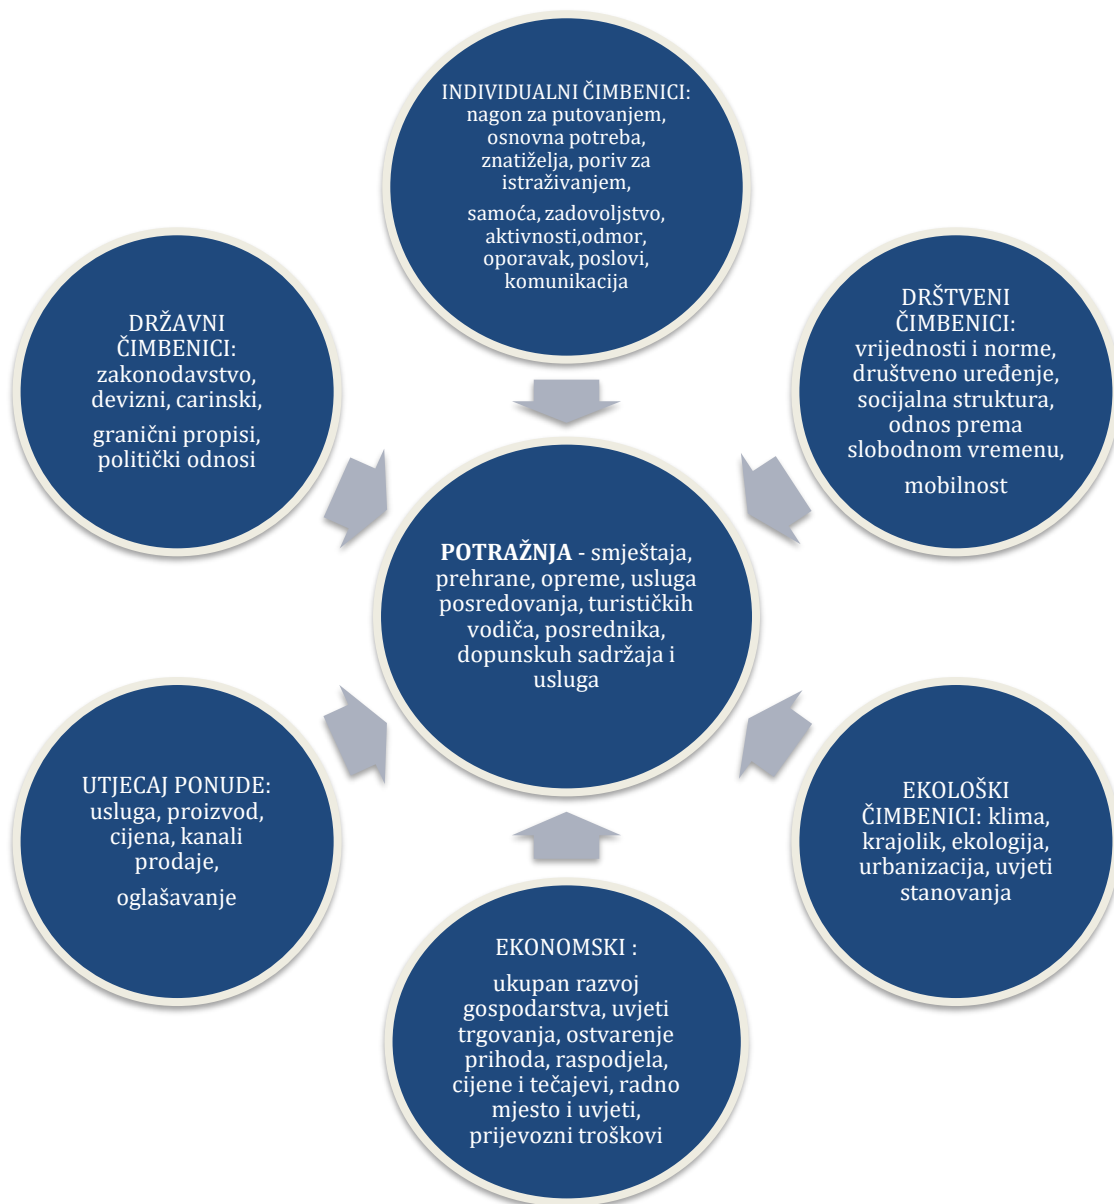 INDIVIDUALNI ČIMBENICI:
nagon za putovanjem,
osnovna potreba,
znatiželja, poriv za
istraživanjem,
samoća, zadovoljstvo,
aktivnosti,odmor,
oporavak, poslovi,
komunikacija
DRŠTVENI
ČIMBENICI:
vrijednosti i norme,
društveno uređenje,
socijalna struktura,
odnos prema
slobodnom vremenu,
mobilnost
EKOLOŠKI
ČIMBENICI: klima,
krajolik, ekologija,
urbanizacija, uvjeti
stanovanja
EKONOMSKI :
ukupan razvoj
gospodarstva, uvjeti
trgovanja, ostvarenje
prihoda, raspodjela,
cijene i tečajevi, radno
mjesto i uvjeti,
prijevozni troškovi
UTJECAJ PONUDE:
usluga, proizvod,
cijena, kanali
prodaje,
oglašavanje
DRŽAVNI
ČIMBENICI:
zakonodavstvo,
devizni, carinski,
granični propisi,
politički odnosi
POTRAŽNJA - smještaja,
prehrane, opreme, usluga
posredovanja, turističkih
vodiča, posrednika,
dopunskuh sadržaja i
usluga